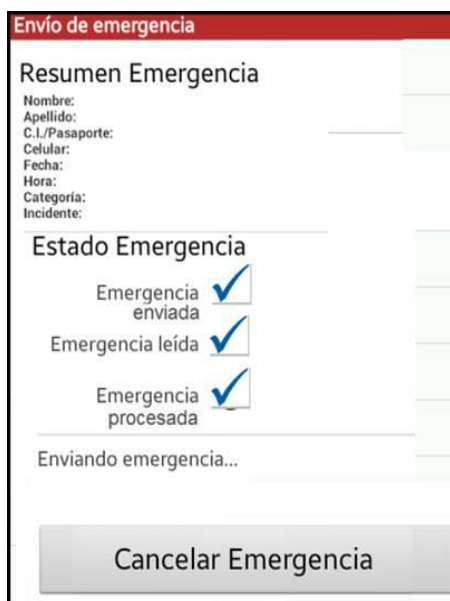 Envío de emergencia
Resumen Emergencia
Nombre:
Apellido:
C.I./Pasaporte:
Celular:
Fecha:
Hora:
Categoría:
Incidente:
Estado Emergencia
Emergencia
enviada
Emergencia leída
Emergencia
procesada
Enviando emergencia...
Cancelar Emergencia